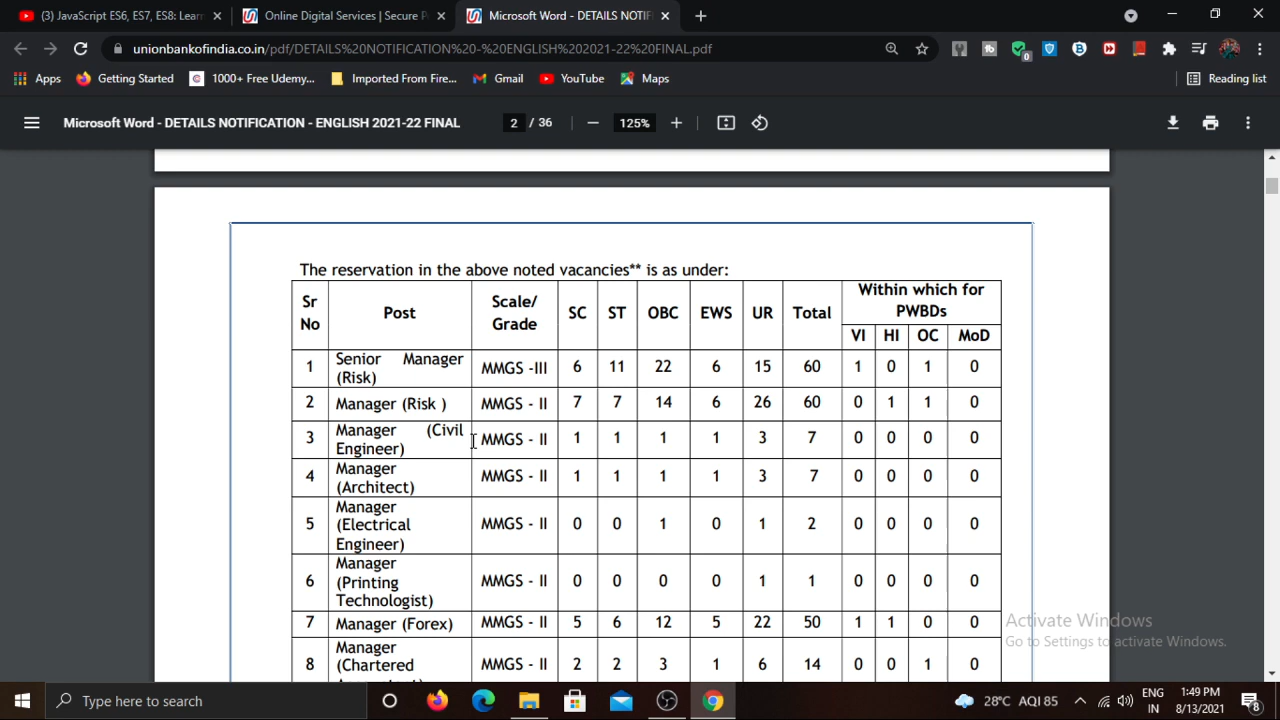 (3) JavaScript ES6, ES7, ES8: Learn
Online Digital Services | Secure P
Microsoft Word - DETAILS NOTIF
unionbankofindia.co.in/pdf/DETAILS%20NOTIFICATION%20-%20ENGLISH%202021-22%20FINAL.pdf
Apps Getting Started 1000+ Free Udemy... Imported From Fire... Gmail YouTube Maps Reading list
Microsoft Word - DETAILS NOTIFICATION - ENGLISH 2021-22 FINAL 2 / 36 125%
The reservation in the above noted vacancies** is as under:
Sr No Post Scale/ Grade SC ST OBC EWS UR Total Within which for PWBDs
VI HI OC MoD
1 Senior Manager (Risk) MMGS -III 6 11 22 6 15 60 1 0 1 0
2 Manager (Risk ) MMGS - II 7 7 14 6 26 60 0 1 1 0
3 Manager (Civil Engineer) MMGS - II 1 1 1 1 3 7 0 0 0 0
4 Manager (Architect) MMGS - II 1 1 1 1 3 7 0 0 0 0
5 Manager (Electrical Engineer) MMGS - II 0 0 1 0 1 2 0 0 0 0
6 Manager (Printing Technologist) MMGS - II 0 0 0 0 1 1 0 0 0 0
7 Manager (Forex) MMGS - II 5 6 12 5 22 50 1 1 0 0
8 Manager (Chartered MMGS - II 2 2 3 1 6 14 0 0 1 0
Activate Windows
Go to Settings to activate Windows.
Type here to search
28°C AQI 85
ENG
IN
1:49 PM
8/13/2021
8